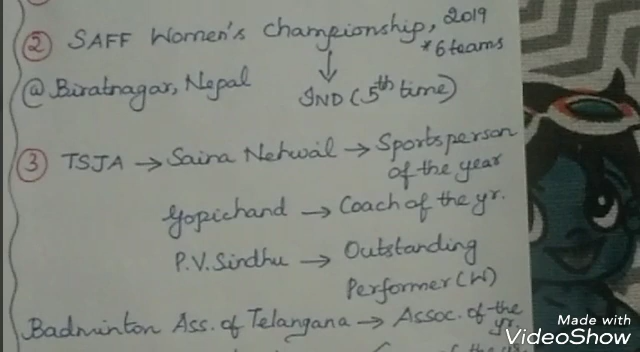 ② SAFF Women's Championship, 2019
*6 teams
@ Biratnagar, Nepal
↓
IND (5th time)
③ TSJA → Saina Nehwal → Sportsperson
of the year
Gopichand → Coach of the yr.
P.V. Sindhu → Outstanding
Performer (W)
Badminton Ass. of Telangana → Assoc. of the
yr.
Made with
VideoShow